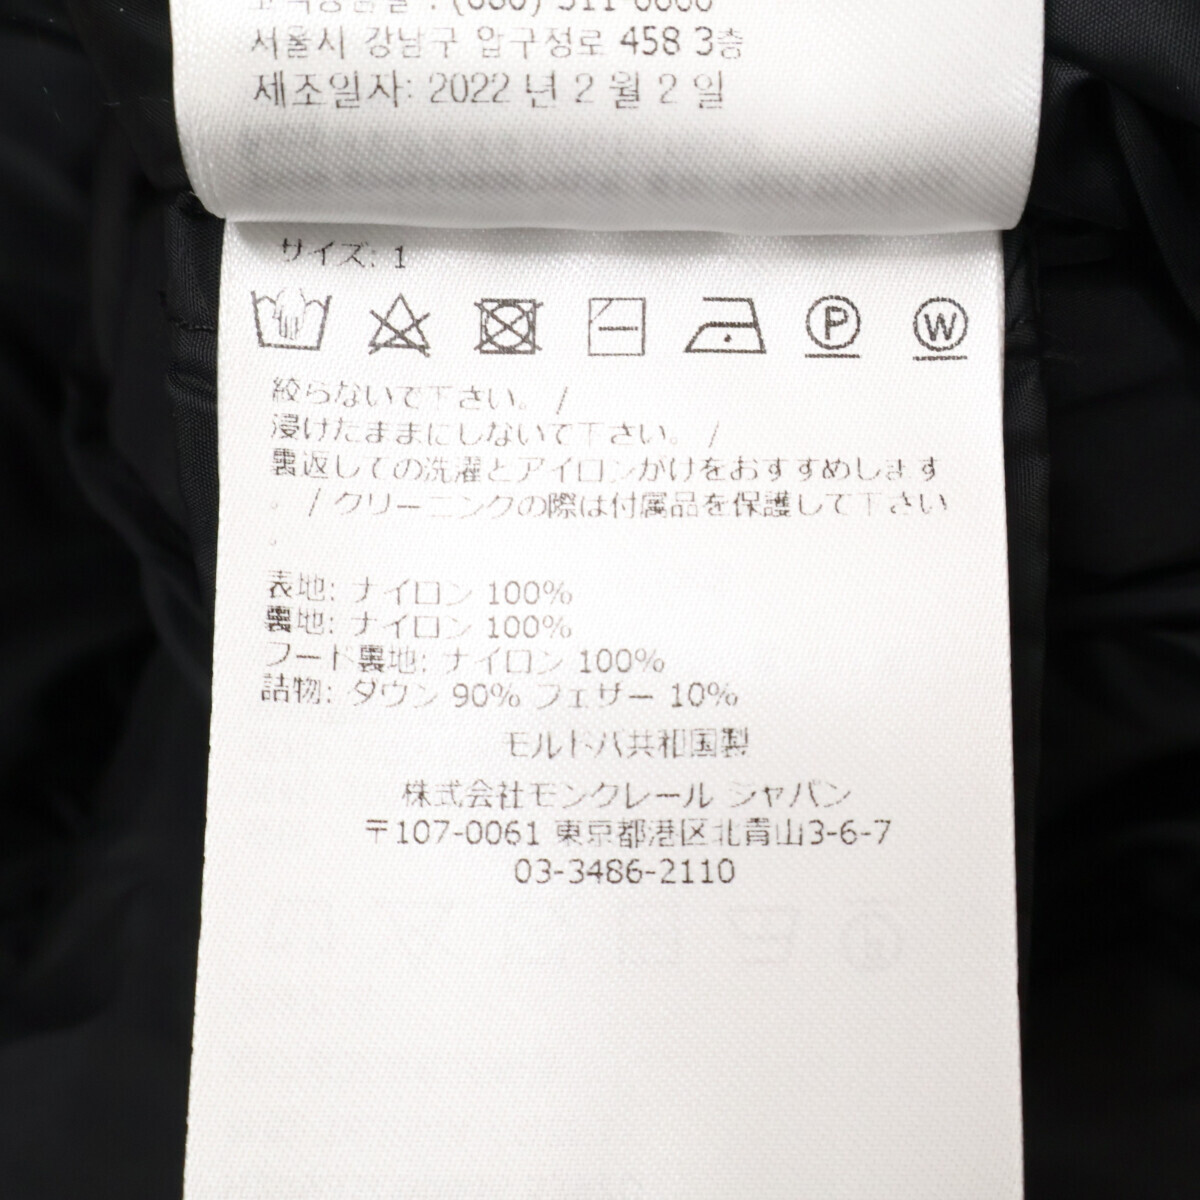 서울시 강남구 압구정로 458 3층
제조일자: 2022 년 2 월 2 일
サイズ: 1
P W
絞らないで下さい。 /
浸けたままにしないで下さい。 /
裏返しての洗濯とアイロンがけをおすすめします
。 / クリーニングの際は付属品を保護して下さい
。
表地: ナイロン 100%
裏地: ナイロン 100%
フード裏地: ナイロン 100%
詰物: ダウン 90% フェザー 10%
モルドバ共和国製
株式会社モンクレール ジャパン
〒107-0061 東京都港区北青山3-6-7
03-3486-2110